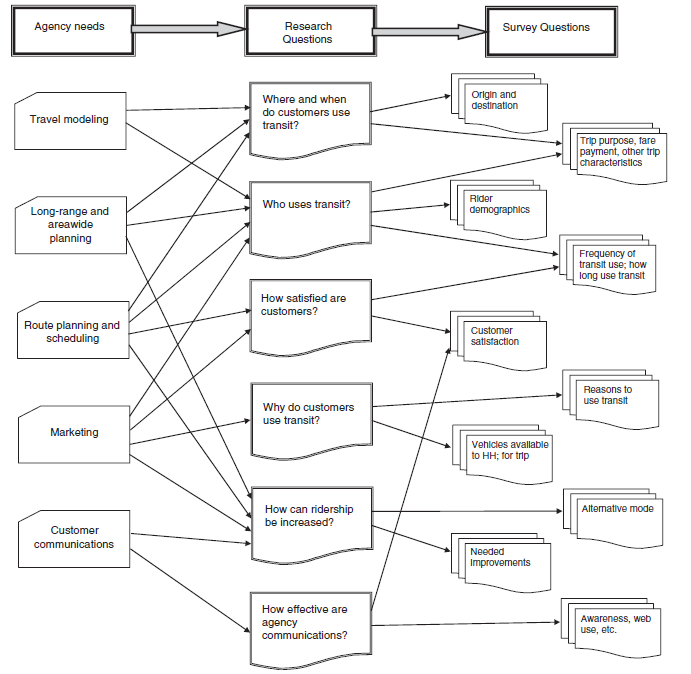 Agency needs
Research
Questions
Survey Questions
Travel modeling
Long-range and
areawide
planning
Route planning and
scheduling
Marketing
Customer
communications
Where and when
do customers use
transit?
Who uses transit?
How satisfied are
customers?
Why do customers
use transit?
How can ridership
be increased?
How effective are
agency
communications?
Origin and
destination
Trip purpose, fare
payment, other trip
characteristics
Rider
demographics
Frequency of
transit use; how
long use transit
Customer
satisfaction
Reasons to
use transit
Vehicles available
to HH; for trip
Alternative mode
Needed
Improvements
Awareness, web
use, etc.